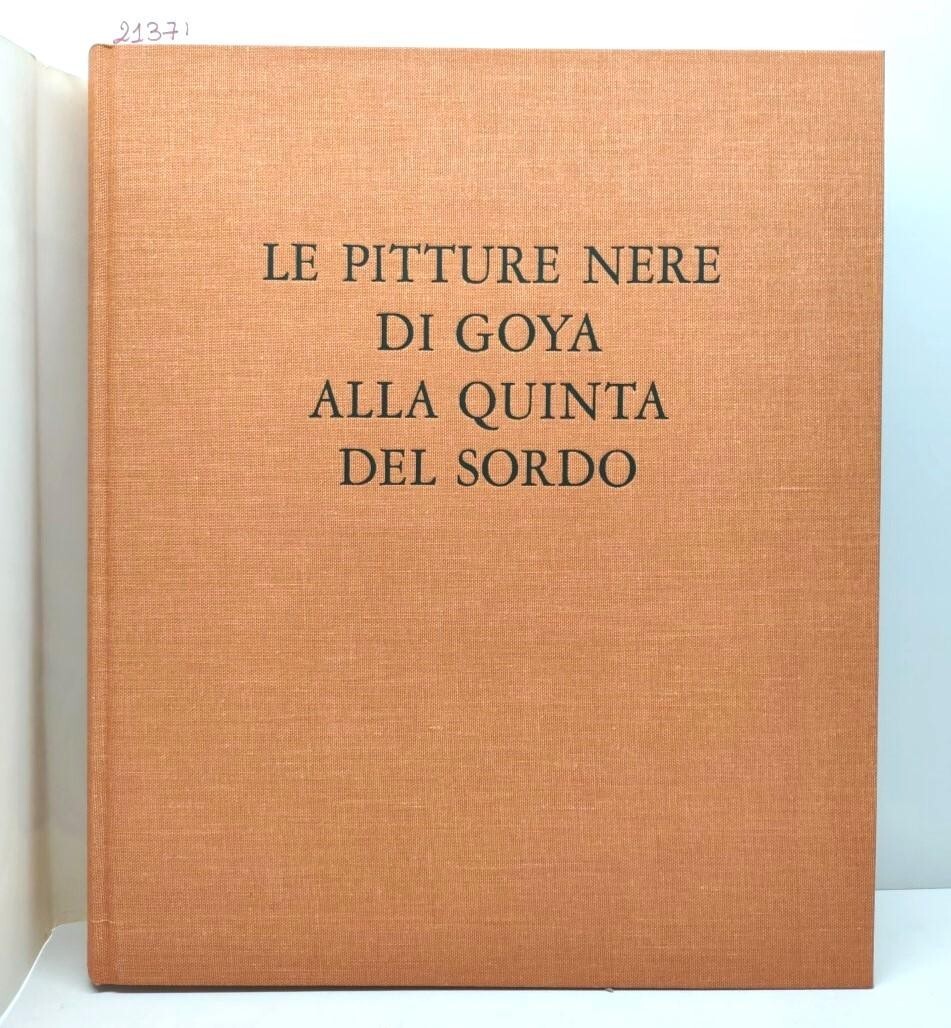 21371
LE PITTURE NERE
DI GOYA
ALLA QUINTA
DEL SORDO